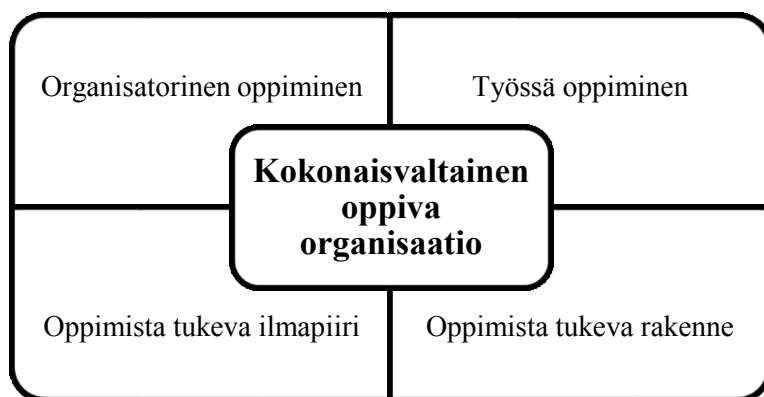 Organisatorinen oppiminen
Työssä oppiminen
Kokonaisvaltainen
oppiva
organisaatio
Oppimista tukeva ilmapiiri
Oppimista tukeva rakenne